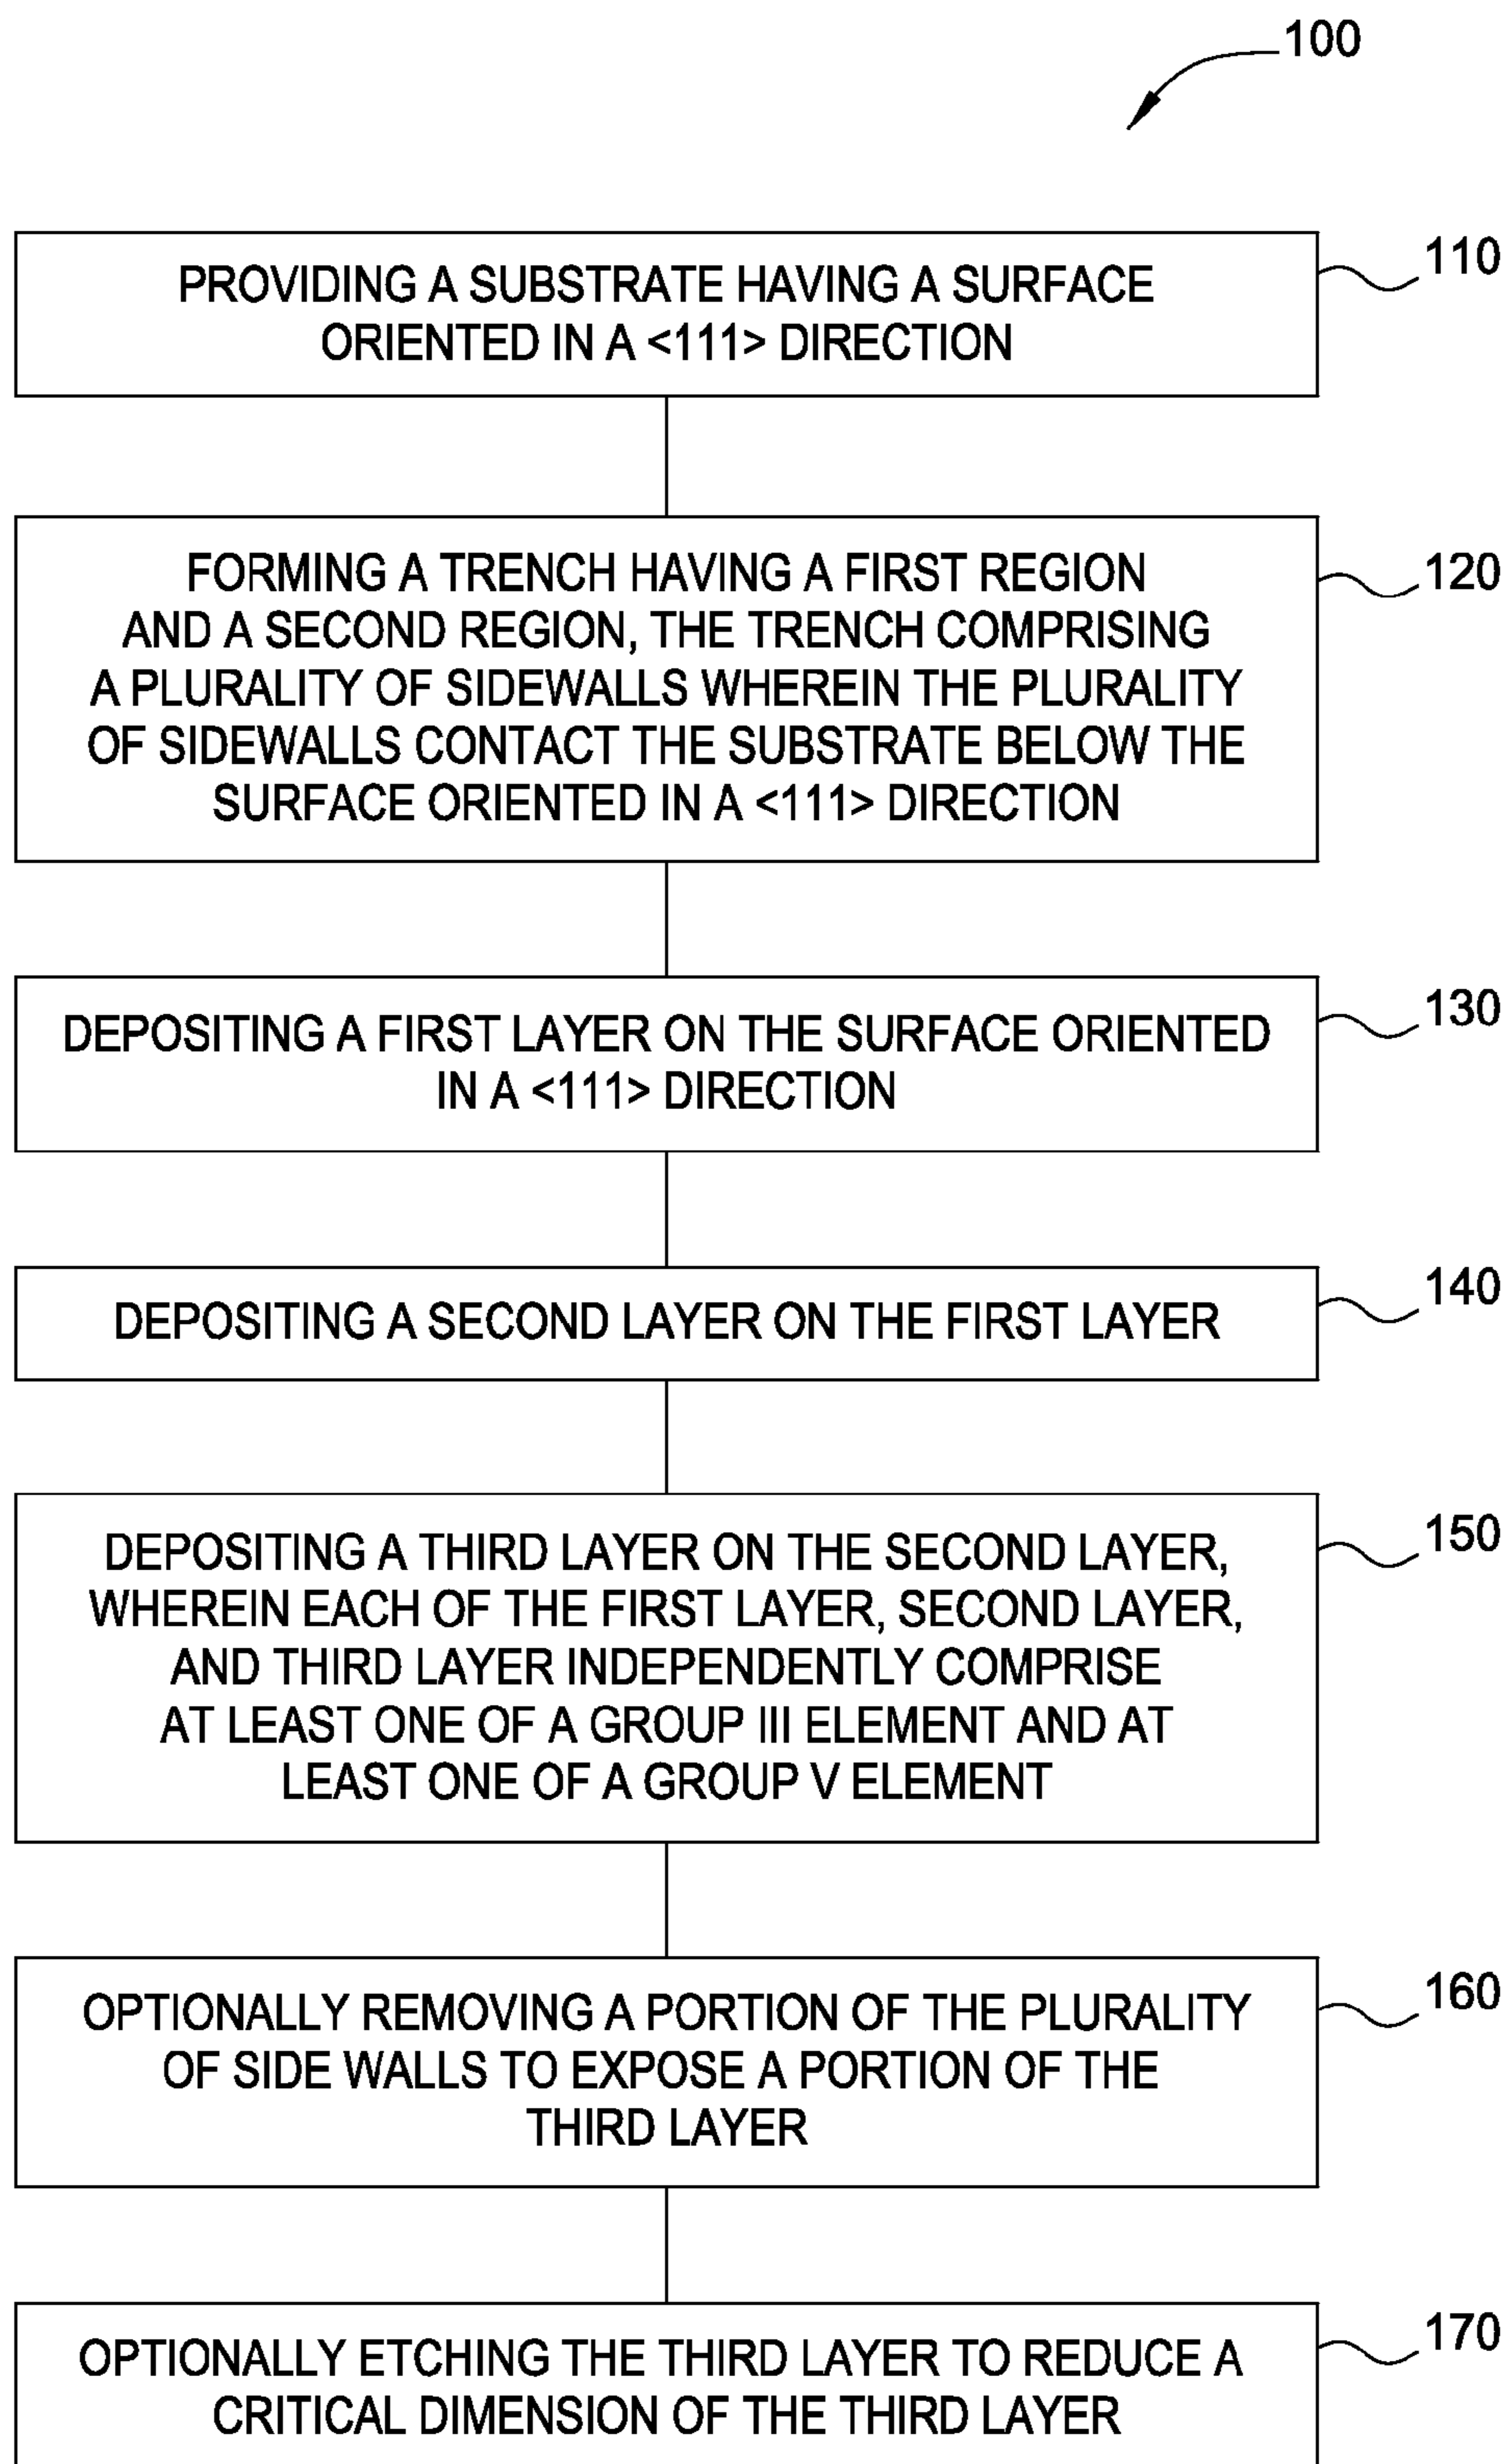 100
110
PROVIDING A SUBSTRATE HAVING A SURFACE
ORIENTED IN A <111> DIRECTION
120
FORMING A TRENCH HAVING A FIRST REGION
AND A SECOND REGION, THE TRENCH COMPRISING
A PLURALITY OF SIDEWALLS WHEREIN THE PLURALITY
OF SIDEWALLS CONTACT THE SUBSTRATE BELOW THE
SURFACE ORIENTED IN A <111> DIRECTION
130
DEPOSITING A FIRST LAYER ON THE SURFACE ORIENTED
IN A <111> DIRECTION
140
DEPOSITING A SECOND LAYER ON THE FIRST LAYER
150
DEPOSITING A THIRD LAYER ON THE SECOND LAYER,
WHEREIN EACH OF THE FIRST LAYER, SECOND LAYER,
AND THIRD LAYER INDEPENDENTLY COMPRISE
AT LEAST ONE OF A GROUP III ELEMENT AND AT
LEAST ONE OF A GROUP V ELEMENT
160
OPTIONALLY REMOVING A PORTION OF THE PLURALITY
OF SIDE WALLS TO EXPOSE A PORTION OF THE
THIRD LAYER
170
OPTIONALLY ETCHING THE THIRD LAYER TO REDUCE A
CRITICAL DIMENSION OF THE THIRD LAYER